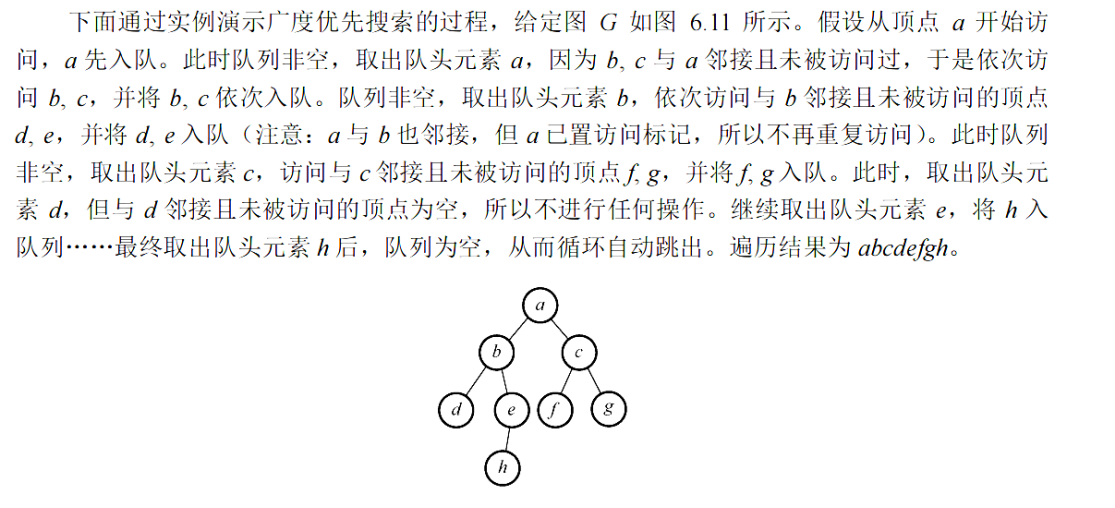 下面通过实例演示广度优先搜索的过程，给定图 G 如图 6.11 所示。假设从顶点 a 开始访
问，a 先入队。此时队列非空，取出队头元素 a，因为 b, c 与 a 邻接且未被访问过，于是依次访
问 b, c，并将 b, c 依次入队。队列非空，取出队头元素 b，依次访问与 b 邻接且未被访问的顶点
d, e，并将 d, e 入队（注意：a 与 b 也邻接，但 a 已置访问标记，所以不再重复访问）。此时队列
非空，取出队头元素 c，访问与 c 邻接且未被访问的顶点 f, g，并将 f, g 入队。此时，取出队头元
素 d，但与 d 邻接且未被访问的顶点为空，所以不进行任何操作。继续取出队头元素 e，将 h 入
队列……最终取出队头元素 h 后，队列为空，从而循环自动跳出。遍历结果为 abcdefgh。
a
b c
d e f g
h